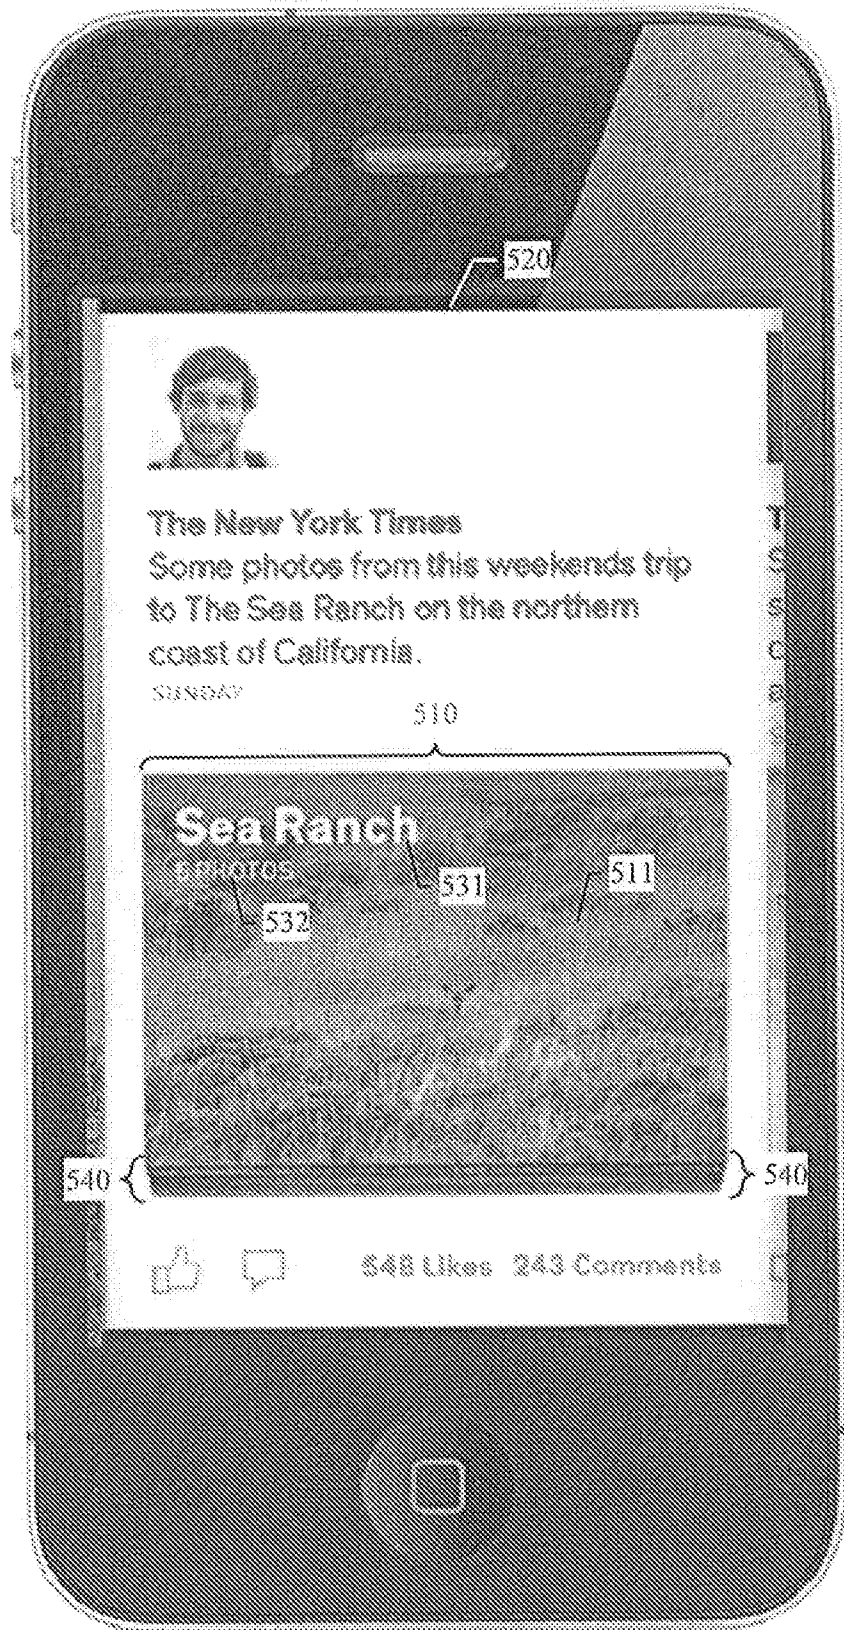 520
The New York Times
Some photos from this weekends trip
to The Sea Ranch on the northern
coast of California.
SUNDAY
510
Sea Ranch
PHOTOS
531
511
532
540
540
548 Likes 243 Comments